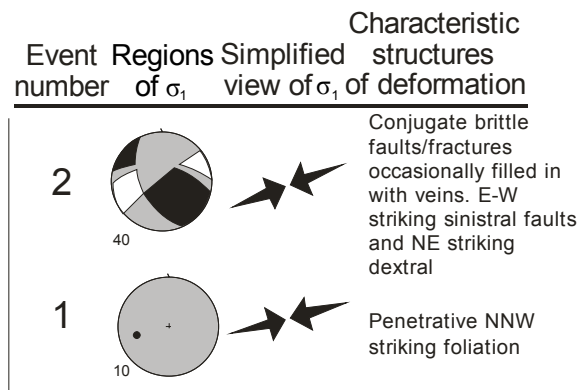 Event number
Regions of σ₁
Simplified view of σ₁
Characteristic structures of deformation
2
40
Conjugate brittle
faults/fractures
occasionally filled in
with veins. E-W
striking sinistral faults
and NE striking
dextral
1
10
Penetrative NNW
striking foliation